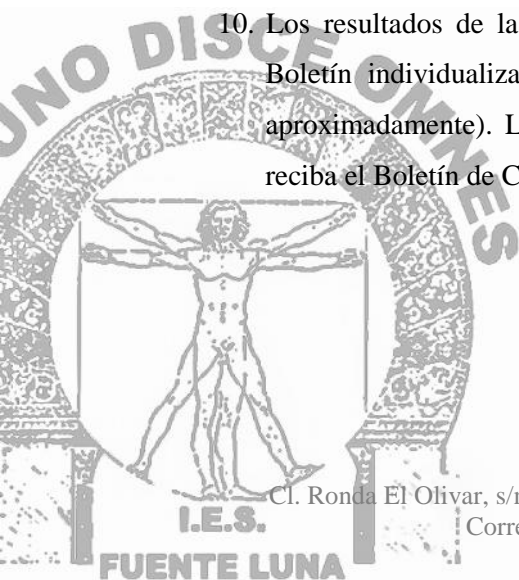 10. Los resultados de la
Boletín individualiza
aproximadamente). L
reciba el Boletín de C
UNO DISCE OMNES
Cl. Ronda El Olivar, s/n
Corre
I.E.S.
FUENTE LUNA